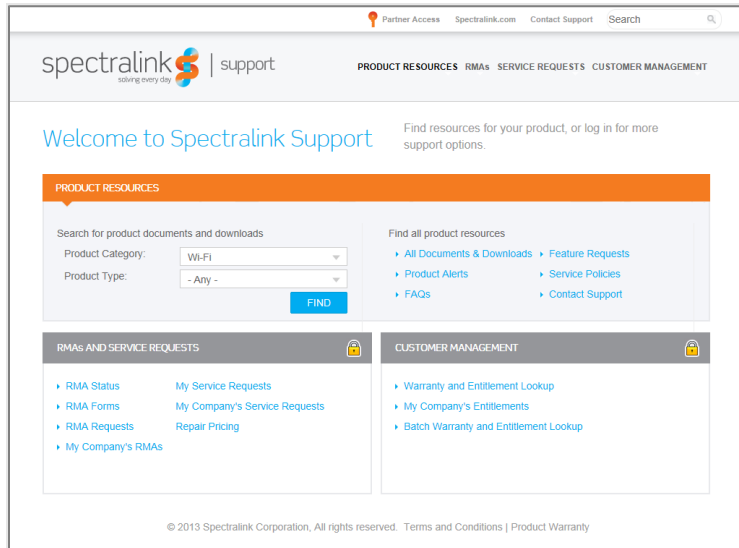 Partner Access Spectralink.com Contact Support Search
spectralink | support
solving every day
PRODUCT RESOURCES RMAs SERVICE REQUESTS CUSTOMER MANAGEMENT
Welcome to Spectralink Support
Find resources for your product, or log in for more
support options.
PRODUCT RESOURCES
Search for product documents and downloads
Product Category: Wi-Fi
Product Type: - Any -
FIND
Find all product resources
All Documents & Downloads Feature Requests
Product Alerts Service Policies
FAQs Contact Support
RMAs AND SERVICE REQUESTS
RMA Status My Service Requests
RMA Forms My Company's Service Requests
RMA Requests Repair Pricing
My Company's RMAs
CUSTOMER MANAGEMENT
Warranty and Entitlement Lookup
My Company's Entitlements
Batch Warranty and Entitlement Lookup
© 2013 Spectralink Corporation, All rights reserved. Terms and Conditions | Product Warranty